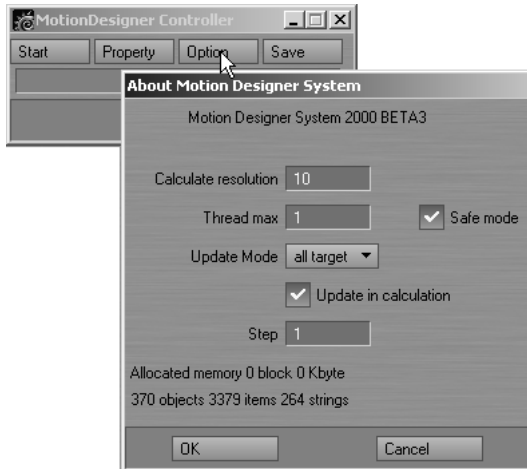 MotionDesigner Controller
Start Property Option Save
About Motion Designer System
Motion Designer System 2000 BETA3
Calculate resolution 10
Thread max 1 Safe mode
Update Mode all target
Update in calculation
Step 1
Allocated memory 0 block 0 Kbyte
370 objects 3379 items 264 strings
OK Cancel